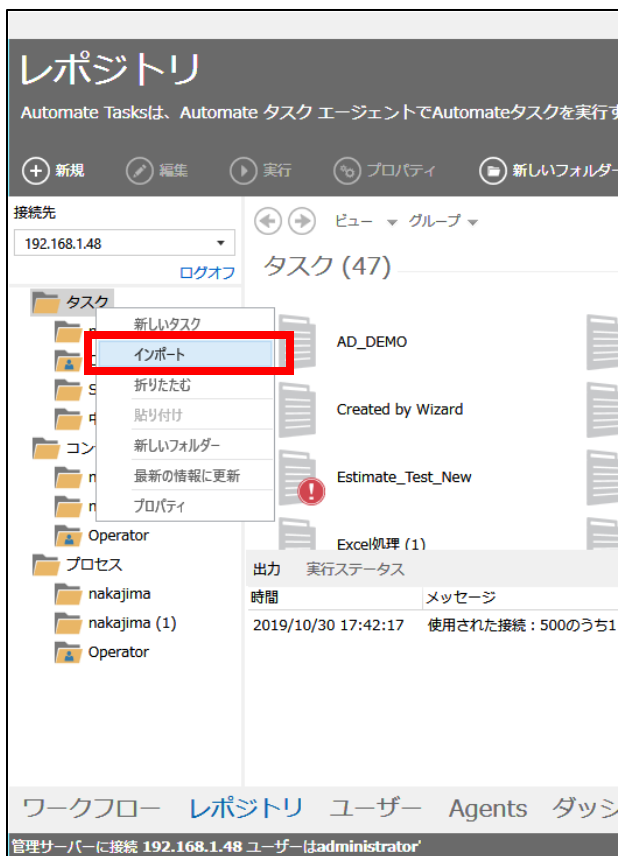 レポジトリ
Automate Tasksは、Automate タスク エージェントでAutomateタスクを実行す
新規 編集 実行 プロパティ 新しいフォルダー
接続先
192.168.1.48
ログオフ
ビュー グループ
タスク (47)
タスク
新しいタスク
インポート
折りたたむ
貼り付け
新しいフォルダー
最新の情報に更新
プロパティ
AD_DEMO
Created by Wizard
Estimate_Test_New
Excel処理 (1)
Operator
プロセス
nakajima
nakajima (1)
Operator
出力 実行ステータス
時間 メッセージ
2019/10/30 17:42:17 使用された接続：500のうち1
ワークフロー レポジトリ ユーザー Agents ダッシ
管理サーバーに接続 192.168.1.48 ユーザーはadministrator'